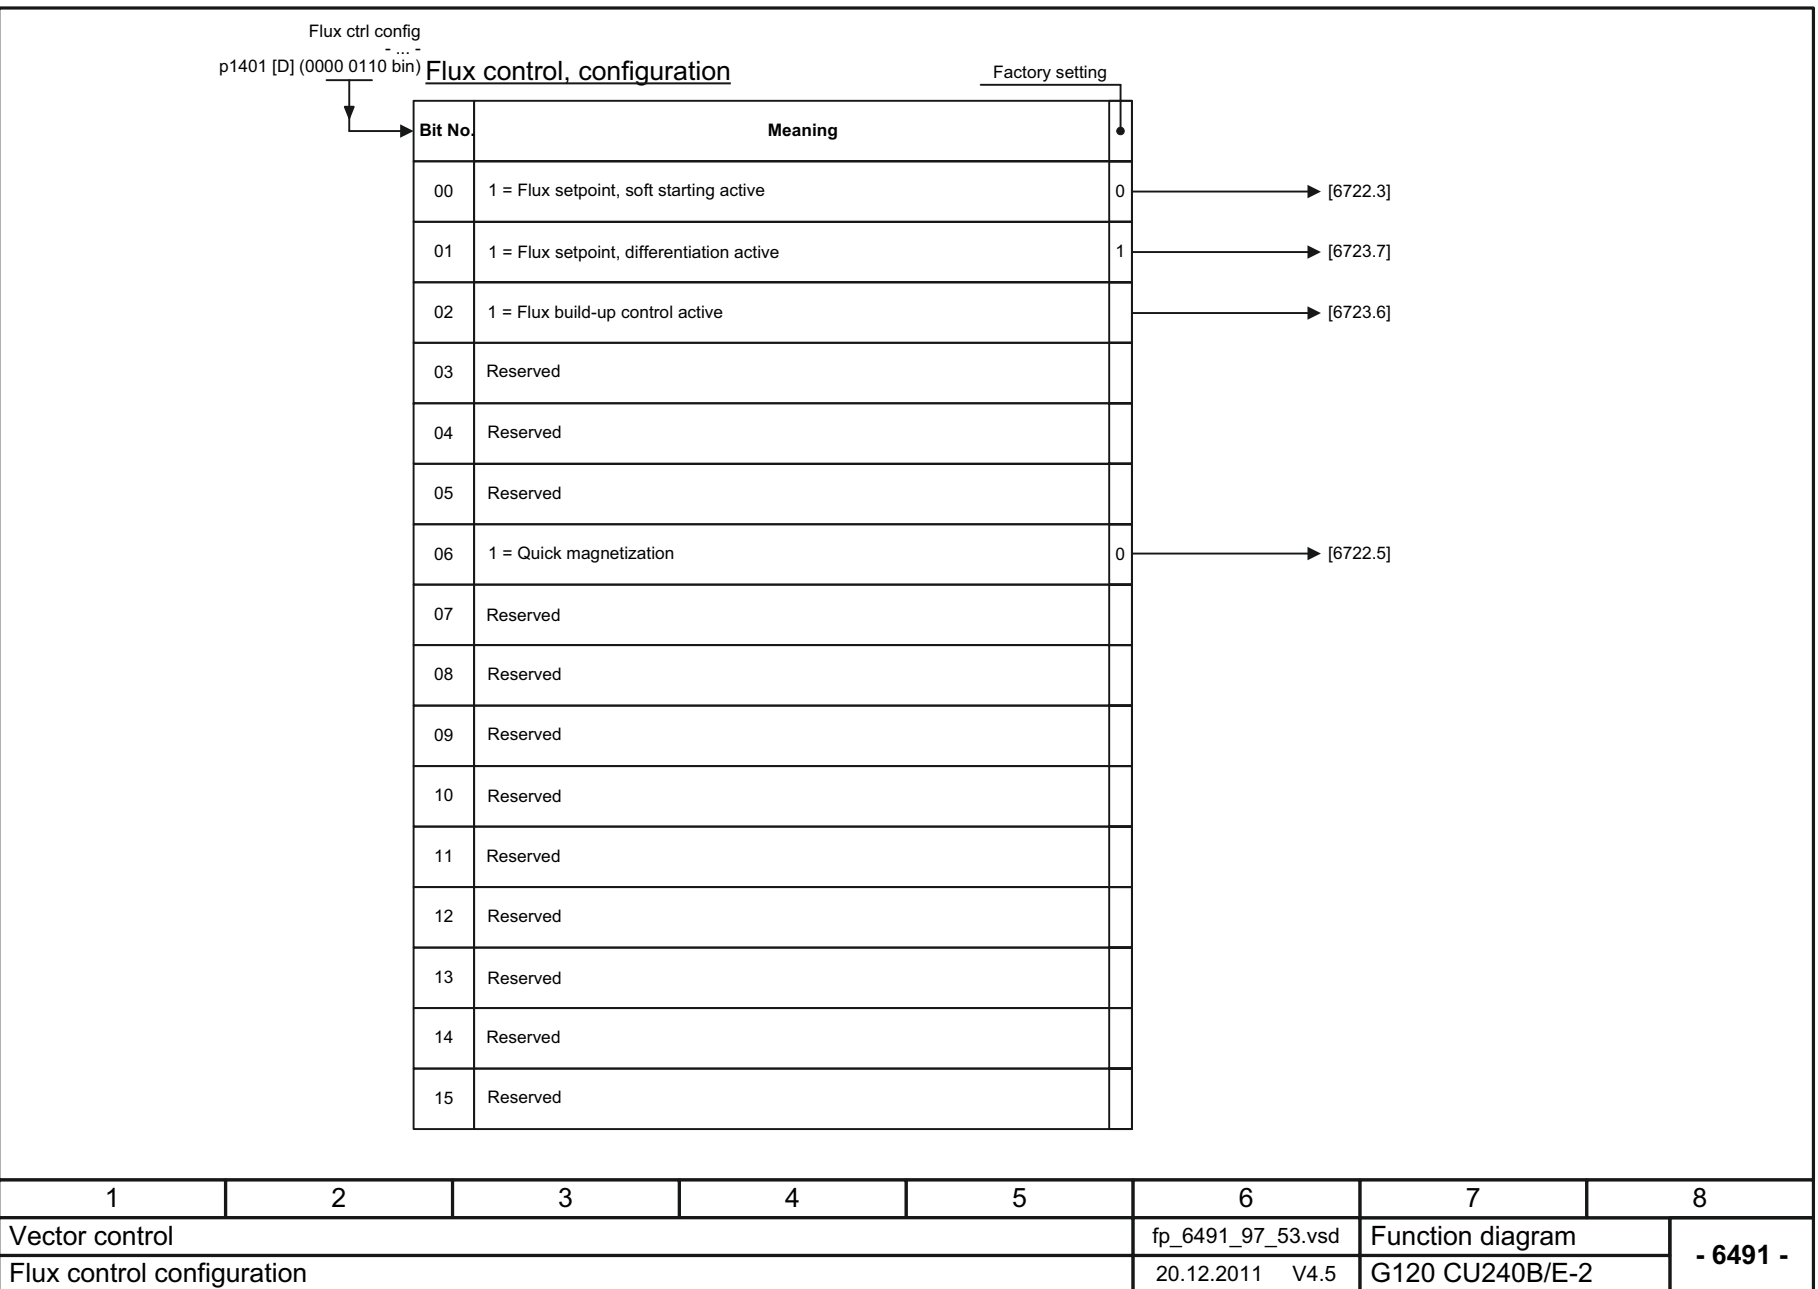 Flux ctrl config
- ... -
p1401 [D] (0000 0110 bin)
Flux control, configuration
Factory setting
Bit No. Meaning
00 1 = Flux setpoint, soft starting active 0 [6722.3]
01 1 = Flux setpoint, differentiation active 1 [6723.7]
02 1 = Flux build-up control active [6723.6]
03 Reserved
04 Reserved
05 Reserved
06 1 = Quick magnetization 0 [6722.5]
07 Reserved
08 Reserved
09 Reserved
10 Reserved
11 Reserved
12 Reserved
13 Reserved
14 Reserved
15 Reserved
1 2 3 4 5 6 7 8
Vector control fp_6491_97_53.vsd Function diagram - 6491 -
Flux control configuration 20.12.2011 V4.5 G120 CU240B/E-2